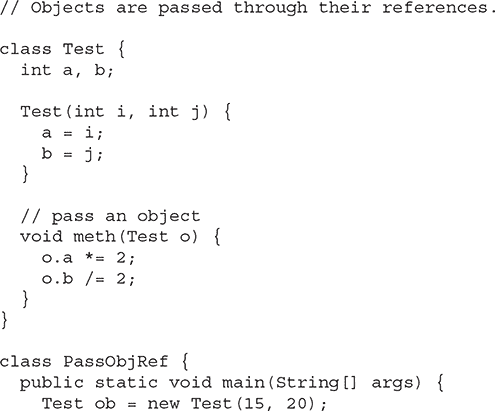 // Objects are passed through their references.

class Test {
  int a, b;

  Test(int i, int j) {
    a = i;
    b = j;
  }

  // pass an object
  void meth(Test o) {
    o.a *= 2;
    o.b /= 2;
  }
}

class PassObjRef {
  public static void main(String[] args) {
    Test ob = new Test(15, 20);